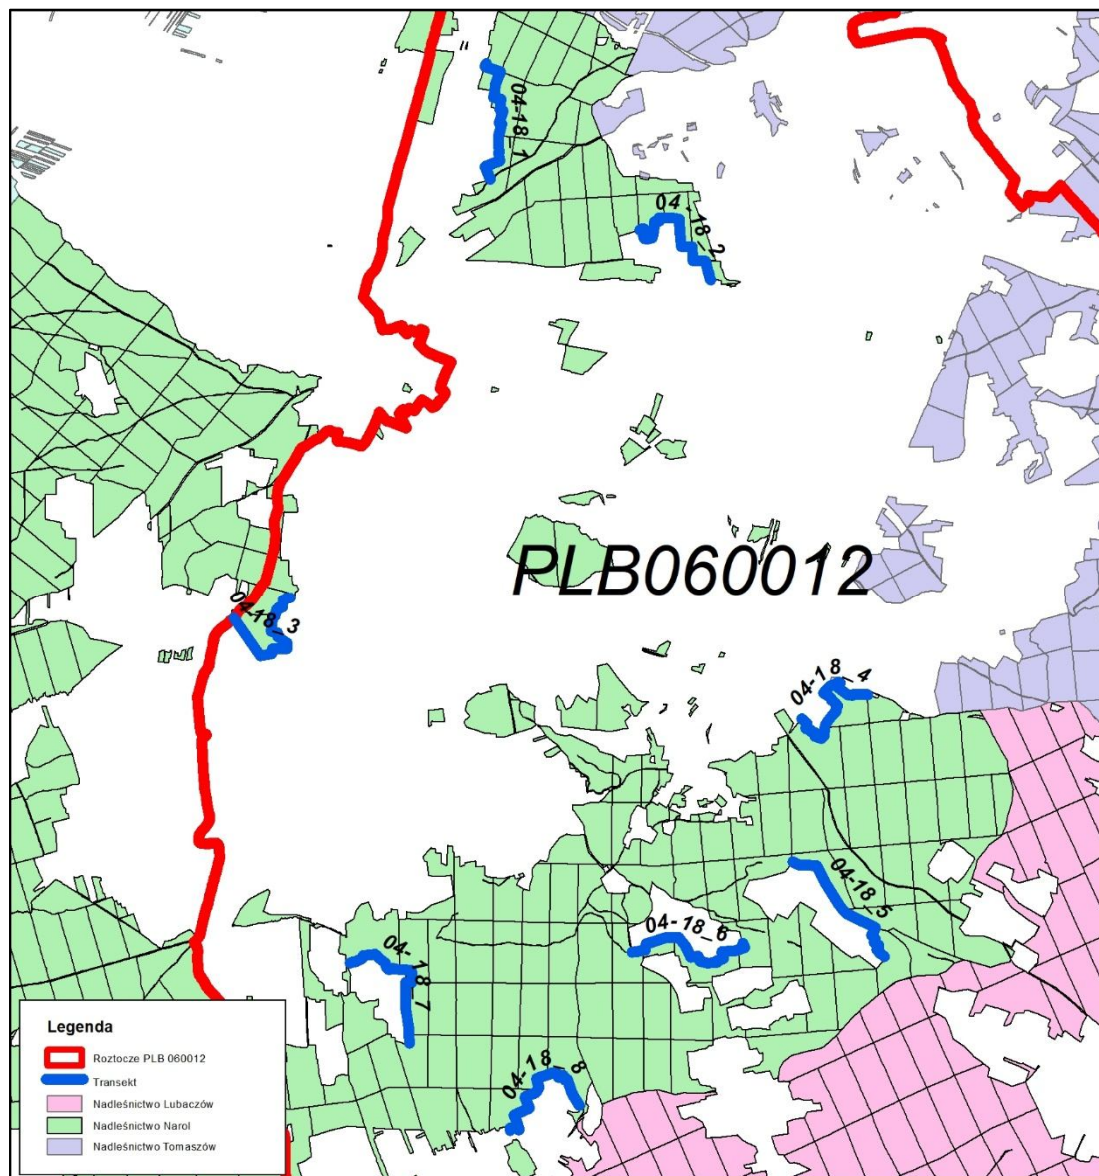 04-18_1
04-18_2
PLB060012
04-18_3
04-18_4
04-18_5
04-18_6
04-18_7
04-18_8
Legenda
Roztocze PLB 060012
Transekt
Nadleśnictwo Lubaczów
Nadleśnictwo Narol
Nadleśnictwo Tomaszów